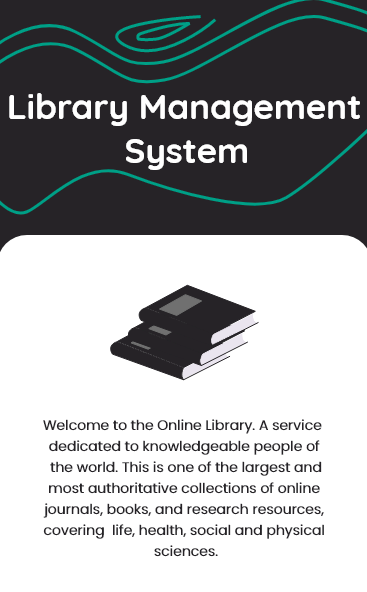 Library Management
System
Welcome to the Online Library. A service
dedicated to knowledgeable people of
the world. This is one of the largest and
most authoritative collections of online
journals, books, and research resources,
covering  life, health, social and physical
sciences.